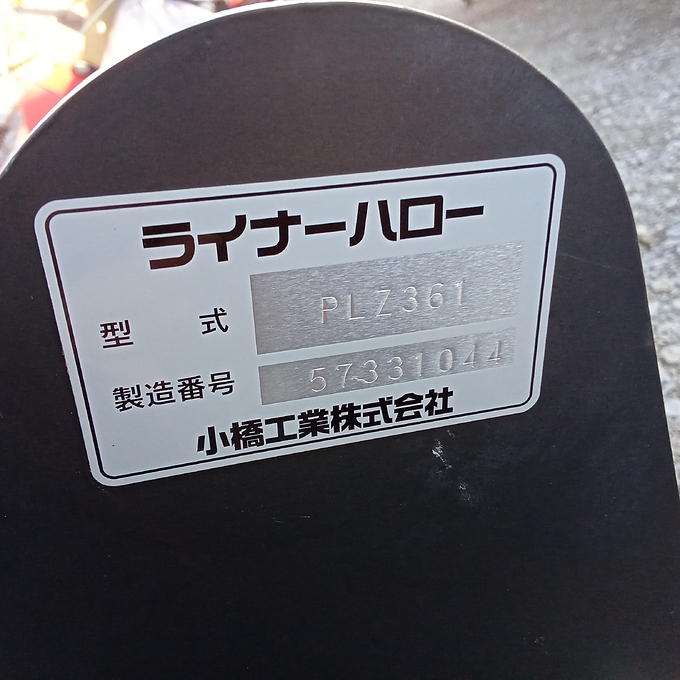 ライナーハロー
型式 PLZ361
製造番号 57331044
小橋工業株式会社